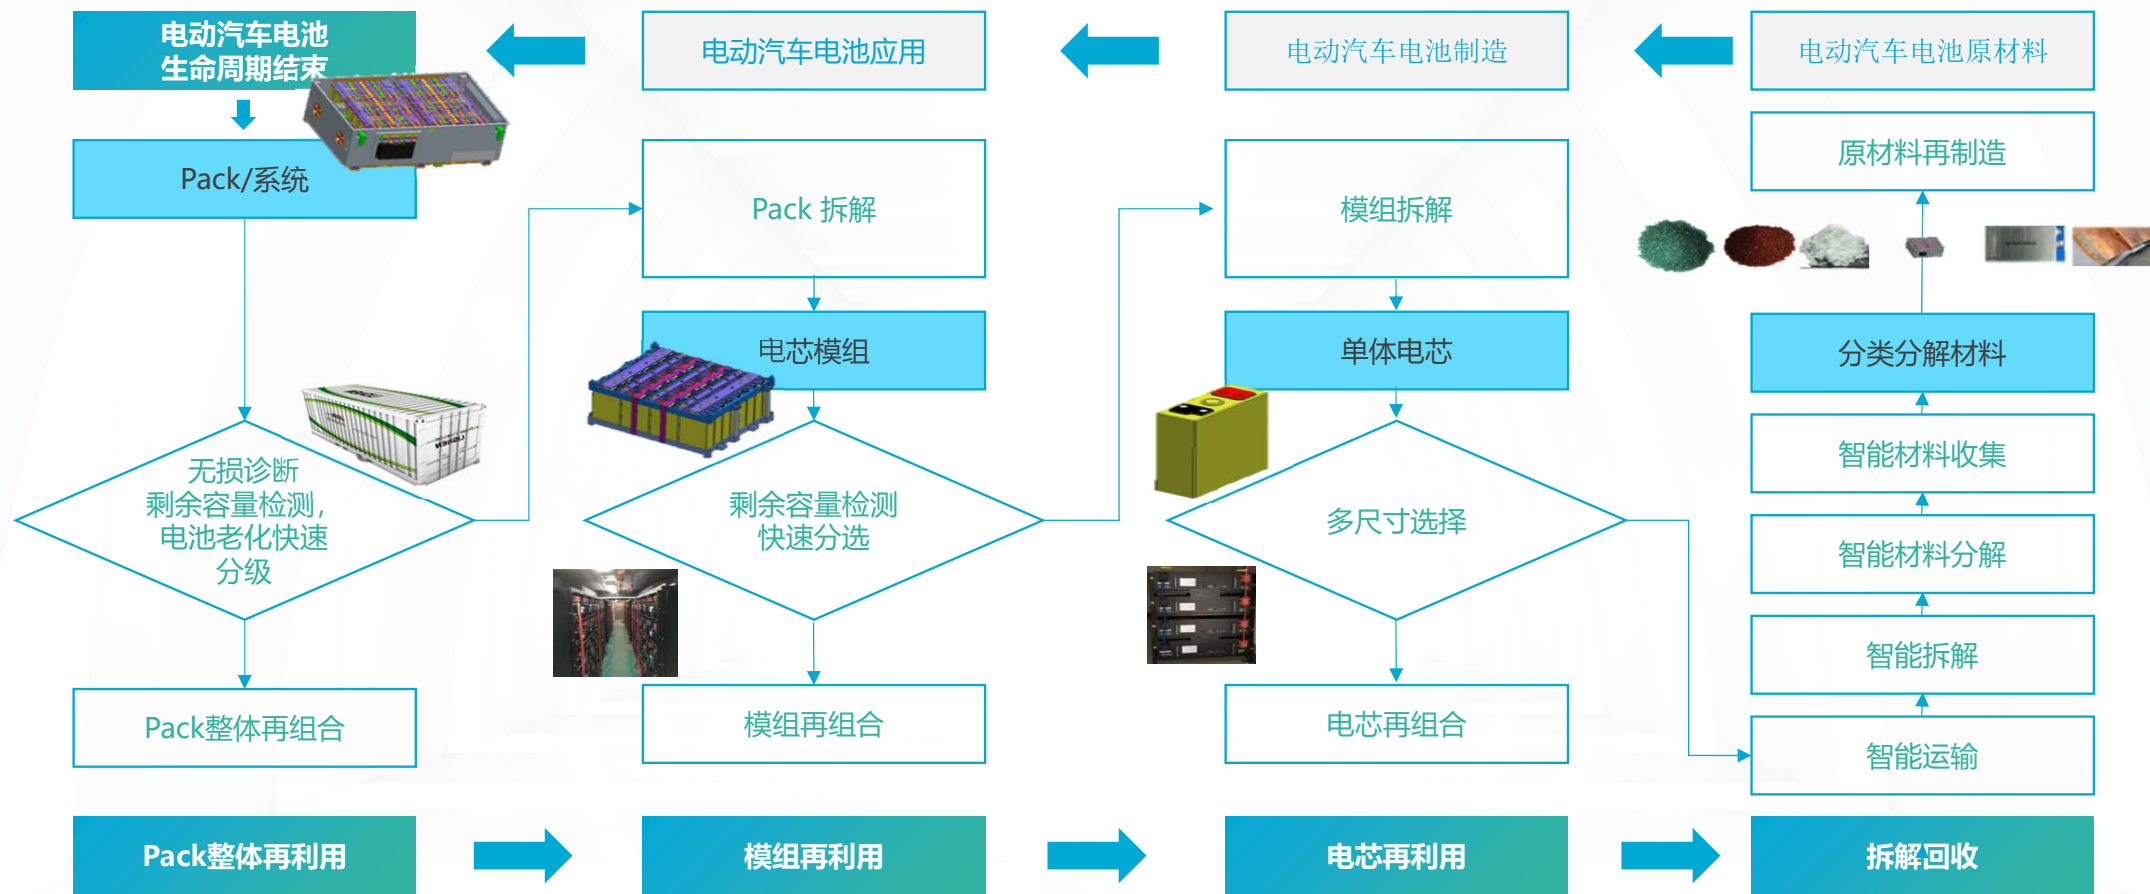 电动汽车电池
生命周期结束
电动汽车电池应用
电动汽车电池制造
电动汽车电池原材料
Pack/系统
Pack 拆解
模组拆解
原材料再制造
电芯模组
单体电芯
分类分解材料
无损诊断
剩余容量检测,
电池老化快速
分级
剩余容量检测
快速分选
多尺寸选择
智能材料收集
智能材料分解
智能拆解
智能运输
Pack整体再组合
模组再组合
电芯再组合
Pack整体再利用
模组再利用
电芯再利用
拆解回收